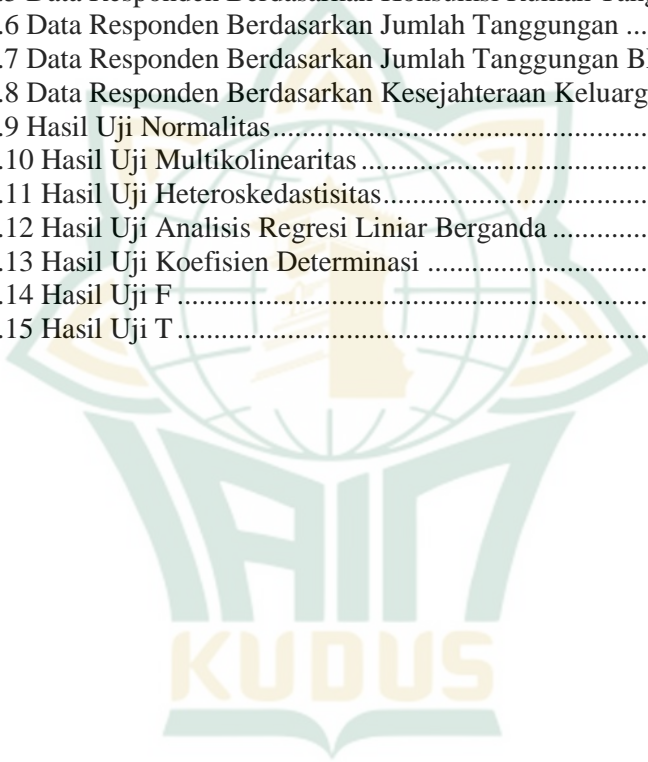 .6 Data Responden Berdasarkan Jumlah Tanggungan ...
.7 Data Responden Berdasarkan Jumlah Tanggungan
.8 Data Responden Berdasarkan Kesejahteraan
.9 Hasil Uji Normalitas
.10 Hasil Uji Multikolinearitas
.11 Hasil Uji Heteroskedastisitas
.12 Hasil Uji Analisis Regresi Liniar Berganda
.13 Hasil Uji Koefisien Determinasi
.14 Hasil Uji F
.15 Hasil Uji T
IAIN
KUDUS